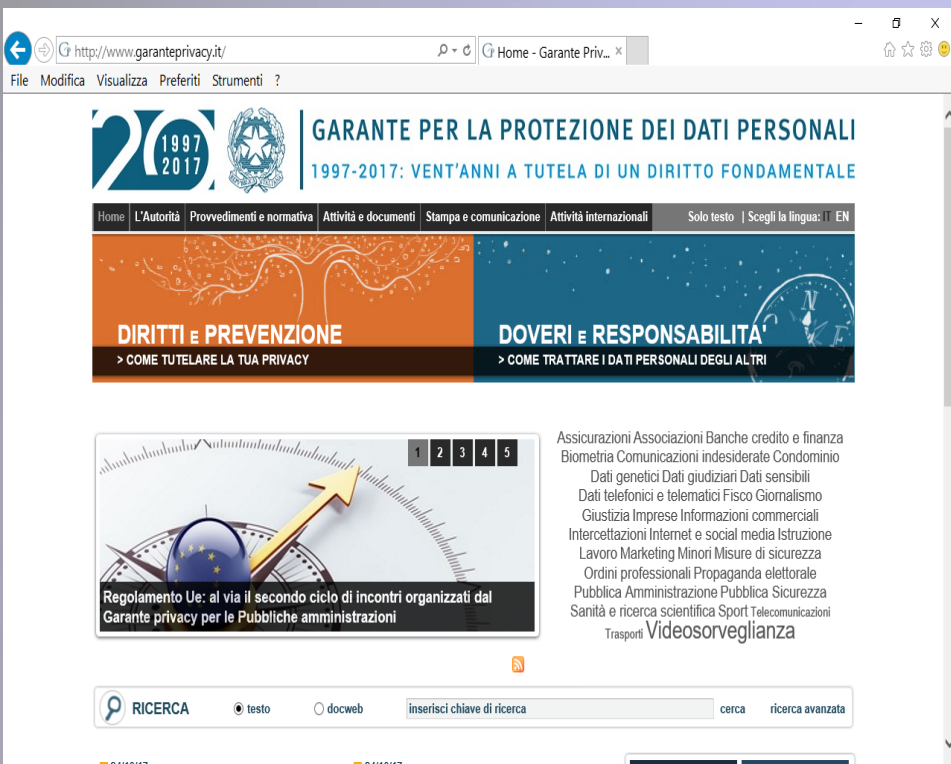 http://www.garanteprivacy.it/
Home - Garante Priv...
File Modifica Visualizza Preferiti Strumenti ?
1997
2017
GARANTE PER LA PROTEZIONE DEI DATI PERSONALI
1997-2017: VENT'ANNI A TUTELA DI UN DIRITTO FONDAMENTALE
Home L'Autorità Provvedimenti e normativa Attività e documenti Stampa e comunicazione Attività internazionali Solo testo | Scegli la lingua: IT EN
DIRITTI E PREVENZIONE
> COME TUTELARE LA TUA PRIVACY
DOVERI E RESPONSABILITA'
> COME TRATTARE I DATI PERSONALI DEGLI ALTRI
N
E
1 2 3 4 5
Regolamento Ue: al via il secondo ciclo di incontri organizzati dal
Garante privacy per le Pubbliche amministrazioni
Assicurazioni Associazioni Banche credito e finanza
Biometria Comunicazioni indesiderate Condominio
Dati genetici Dati giudiziari Dati sensibili
Dati telefonici e telematici Fisco Giornalismo
Giustizia Imprese Informazioni commerciali
Intercettazioni Internet e social media Istruzione
Lavoro Marketing Minori Misure di sicurezza
Ordini professionali Propaganda elettorale
Pubblica Amministrazione Pubblica Sicurezza
Sanità e ricerca scientifica Sport Telecomunicazioni
Trasporti Videosorveglianza
RICERCA testo docweb inserisci chiave di ricerca cerca ricerca avanzata